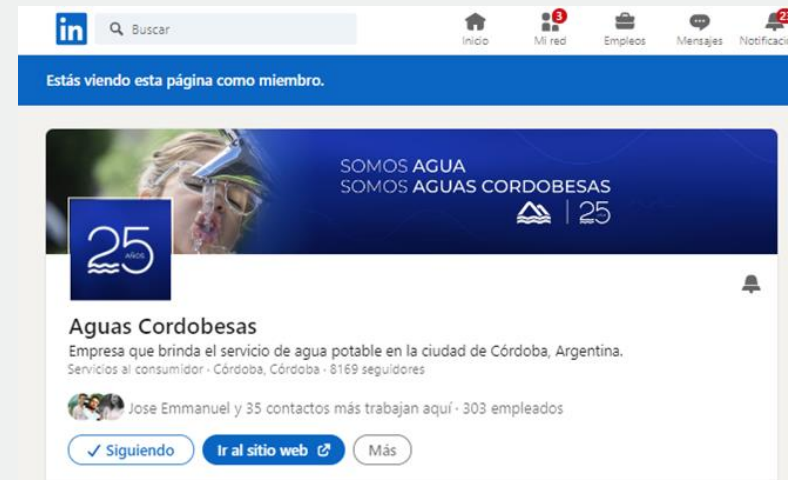 in Buscar
3
23
Inicio Mi red Empleos Mensajes
Estás viendo esta página como miembro.
SOMOS AGUA
SOMOS AGUAS CORDOBESAS
25
25
AÑOS
Aguas Cordobesas
Empresa que brinda el servicio de agua potable en la ciudad de Córdoba, Argentina.
Servicios al consumidor · Córdoba, Córdoba · 8169 seguidores
Jose Emmanuel y 35 contactos más trabajan aquí · 303 empleados
Siguiendo Ir al sitio web Más